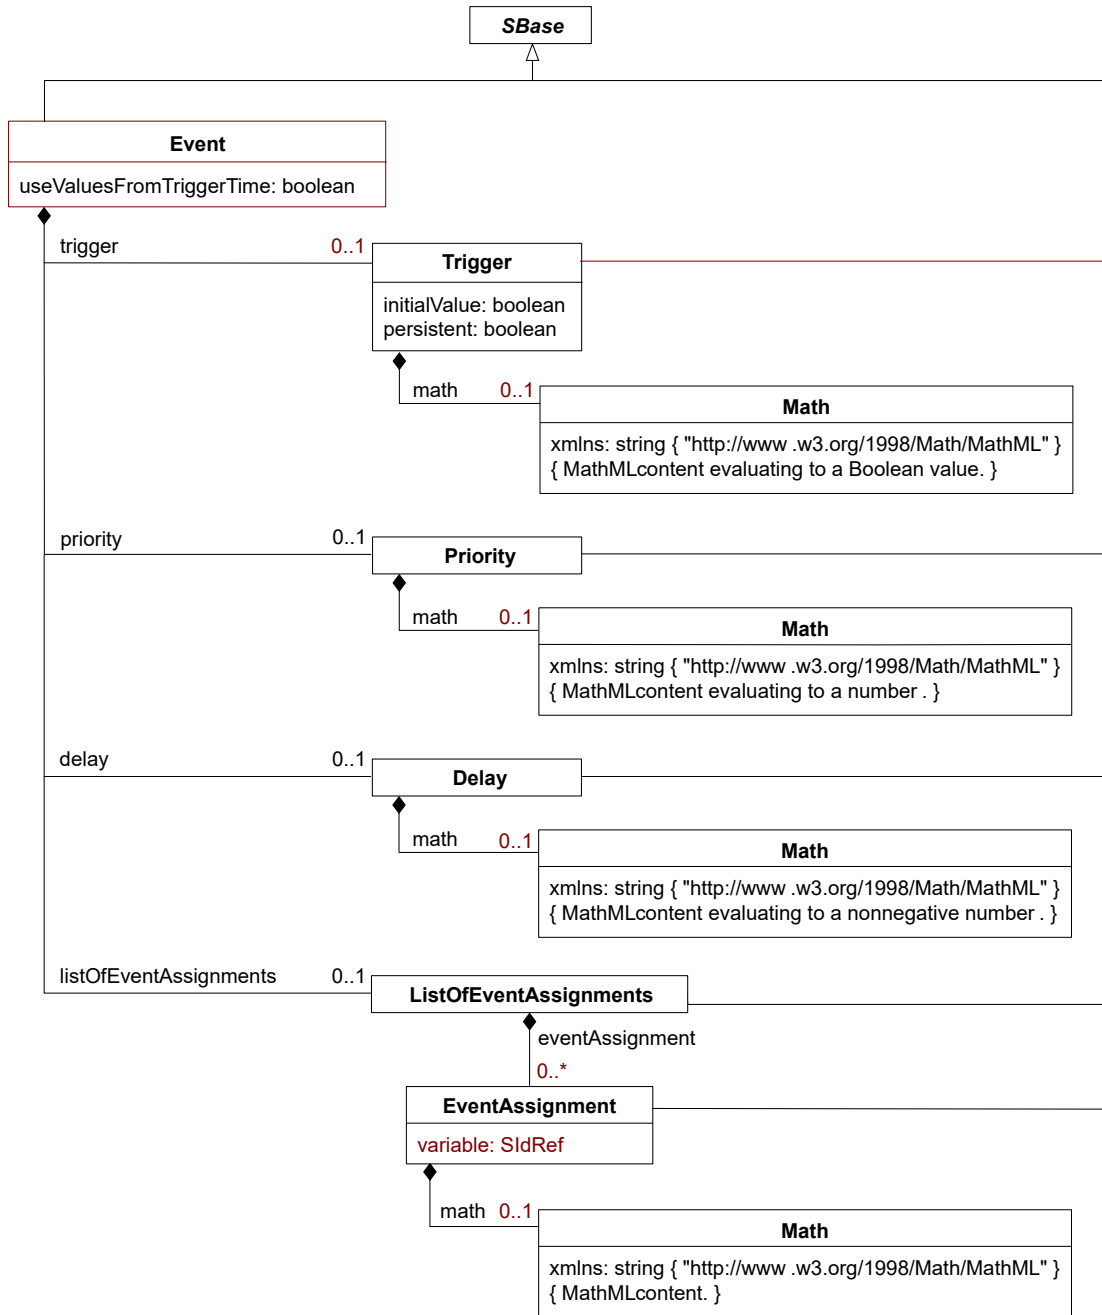 SBase
Event
useValuesFromTriggerTime: boolean
trigger
0..1
Trigger
initialValue: boolean
persistent: boolean
math
0..1
Math
xmlns: string { "http://www .w3.org/1998/Math/MathML" }
{ MathMLcontent evaluating to a Boolean value. }
priority
0..1
Priority
math
0..1
Math
xmlns: string { "http://www .w3.org/1998/Math/MathML" }
{ MathMLcontent evaluating to a number . }
delay
0..1
Delay
math
0..1
Math
xmlns: string { "http://www .w3.org/1998/Math/MathML" }
{ MathMLcontent evaluating to a nonnegative number . }
listOfEventAssignments
0..1
ListOfEventAssignments
eventAssignment
0..*
EventAssignment
variable: SIdRef
math
0..1
Math
xmlns: string { "http://www .w3.org/1998/Math/MathML" }
{ MathMLcontent. }